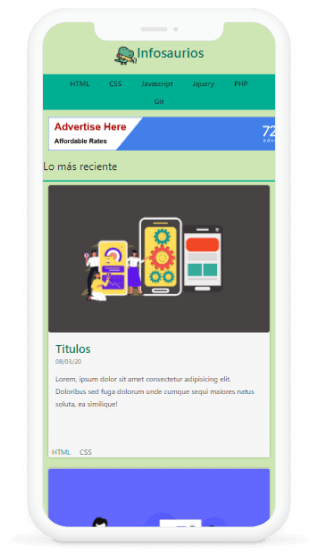 Infosaurios
HTML CSS Javascript Jquery PHP
Git
Advertise Here
Affordable Rates
72
Lo más reciente
Títulos
08/03/20
Lorem, ipsum dolor sit amet consectetur adipisicing elit.
Doloribus sed fuga dolorum unde cumque sequi maiores natus
soluta, ea similique!
HTML CSS